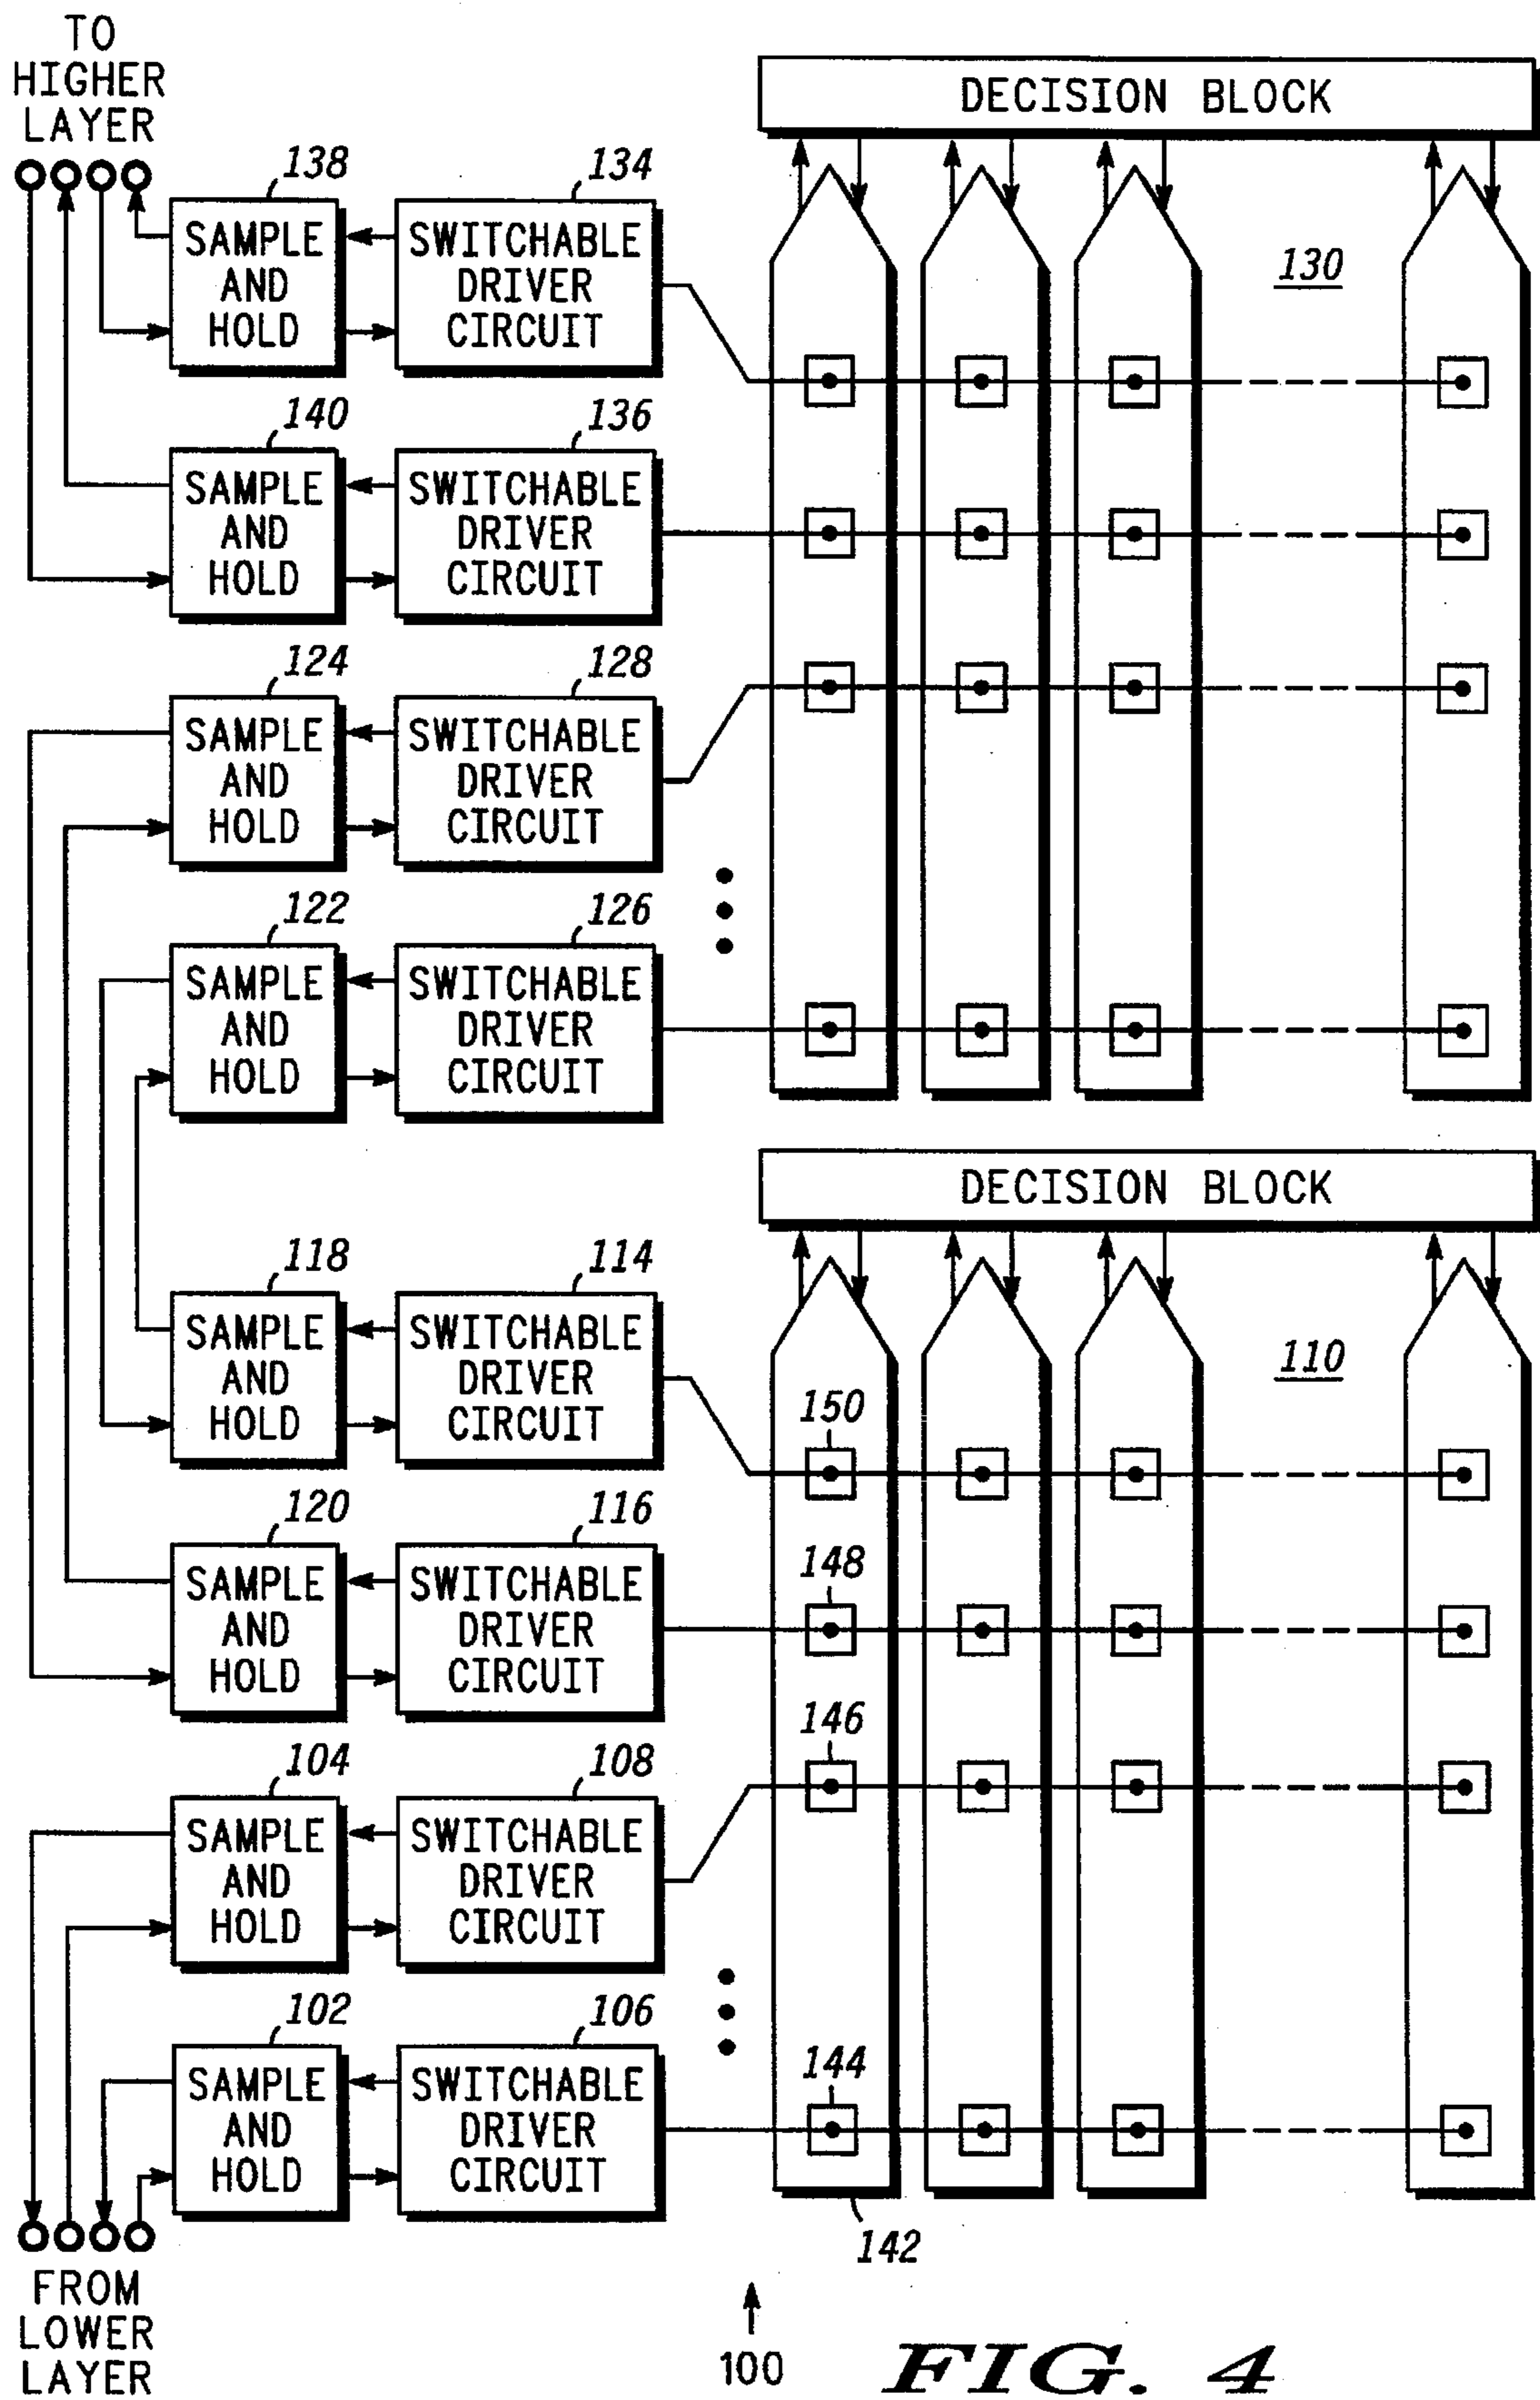 TO
HIGHER
LAYER
DECISION BLOCK
138
134
SAMPLE
AND
HOLD
SWITCHABLE
DRIVER
CIRCUIT
130
140
136
SAMPLE
AND
HOLD
SWITCHABLE
DRIVER
CIRCUIT
124
128
SAMPLE
AND
HOLD
SWITCHABLE
DRIVER
CIRCUIT
122
126
SAMPLE
AND
HOLD
SWITCHABLE
DRIVER
CIRCUIT
DECISION BLOCK
118
114
SAMPLE
AND
HOLD
SWITCHABLE
DRIVER
CIRCUIT
110
150
120
116
SAMPLE
AND
HOLD
SWITCHABLE
DRIVER
CIRCUIT
148
146
104
108
SAMPLE
AND
HOLD
SWITCHABLE
DRIVER
CIRCUIT
102
106
SAMPLE
AND
HOLD
SWITCHABLE
DRIVER
CIRCUIT
144
142
FROM
LOWER
LAYER
100
FIG. 4